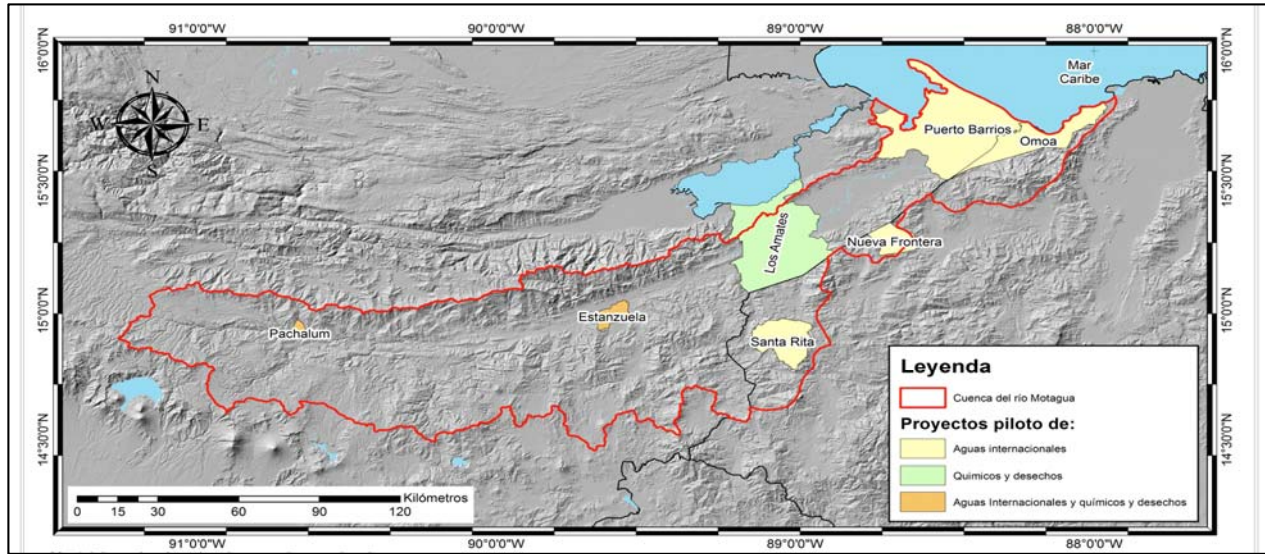 91°0'0"W 90°0'0"W 89°0'0"W 88°0'0"W
16°0'0"N
15°30'0"N
15°0'0"N
14°30'0"N
16°0'0"N
15°30'0"N
15°0'0"N
14°30'0"N
N
W E
S
Mar
Caribe
Puerto Barrios
Omoa
Los Amates
Nueva Frontera
Estanzuela
Pachalum
Santa Rita
Leyenda
Cuenca del río Motagua
Proyectos piloto de:
Aguas internacionales
Quimicos y desechos
Aguas Internacionales y químicos y desechos
Kilómetros
0 15 30 60 90 120
91°0'0"W 90°0'0"W 89°0'0"W 88°0'0"W